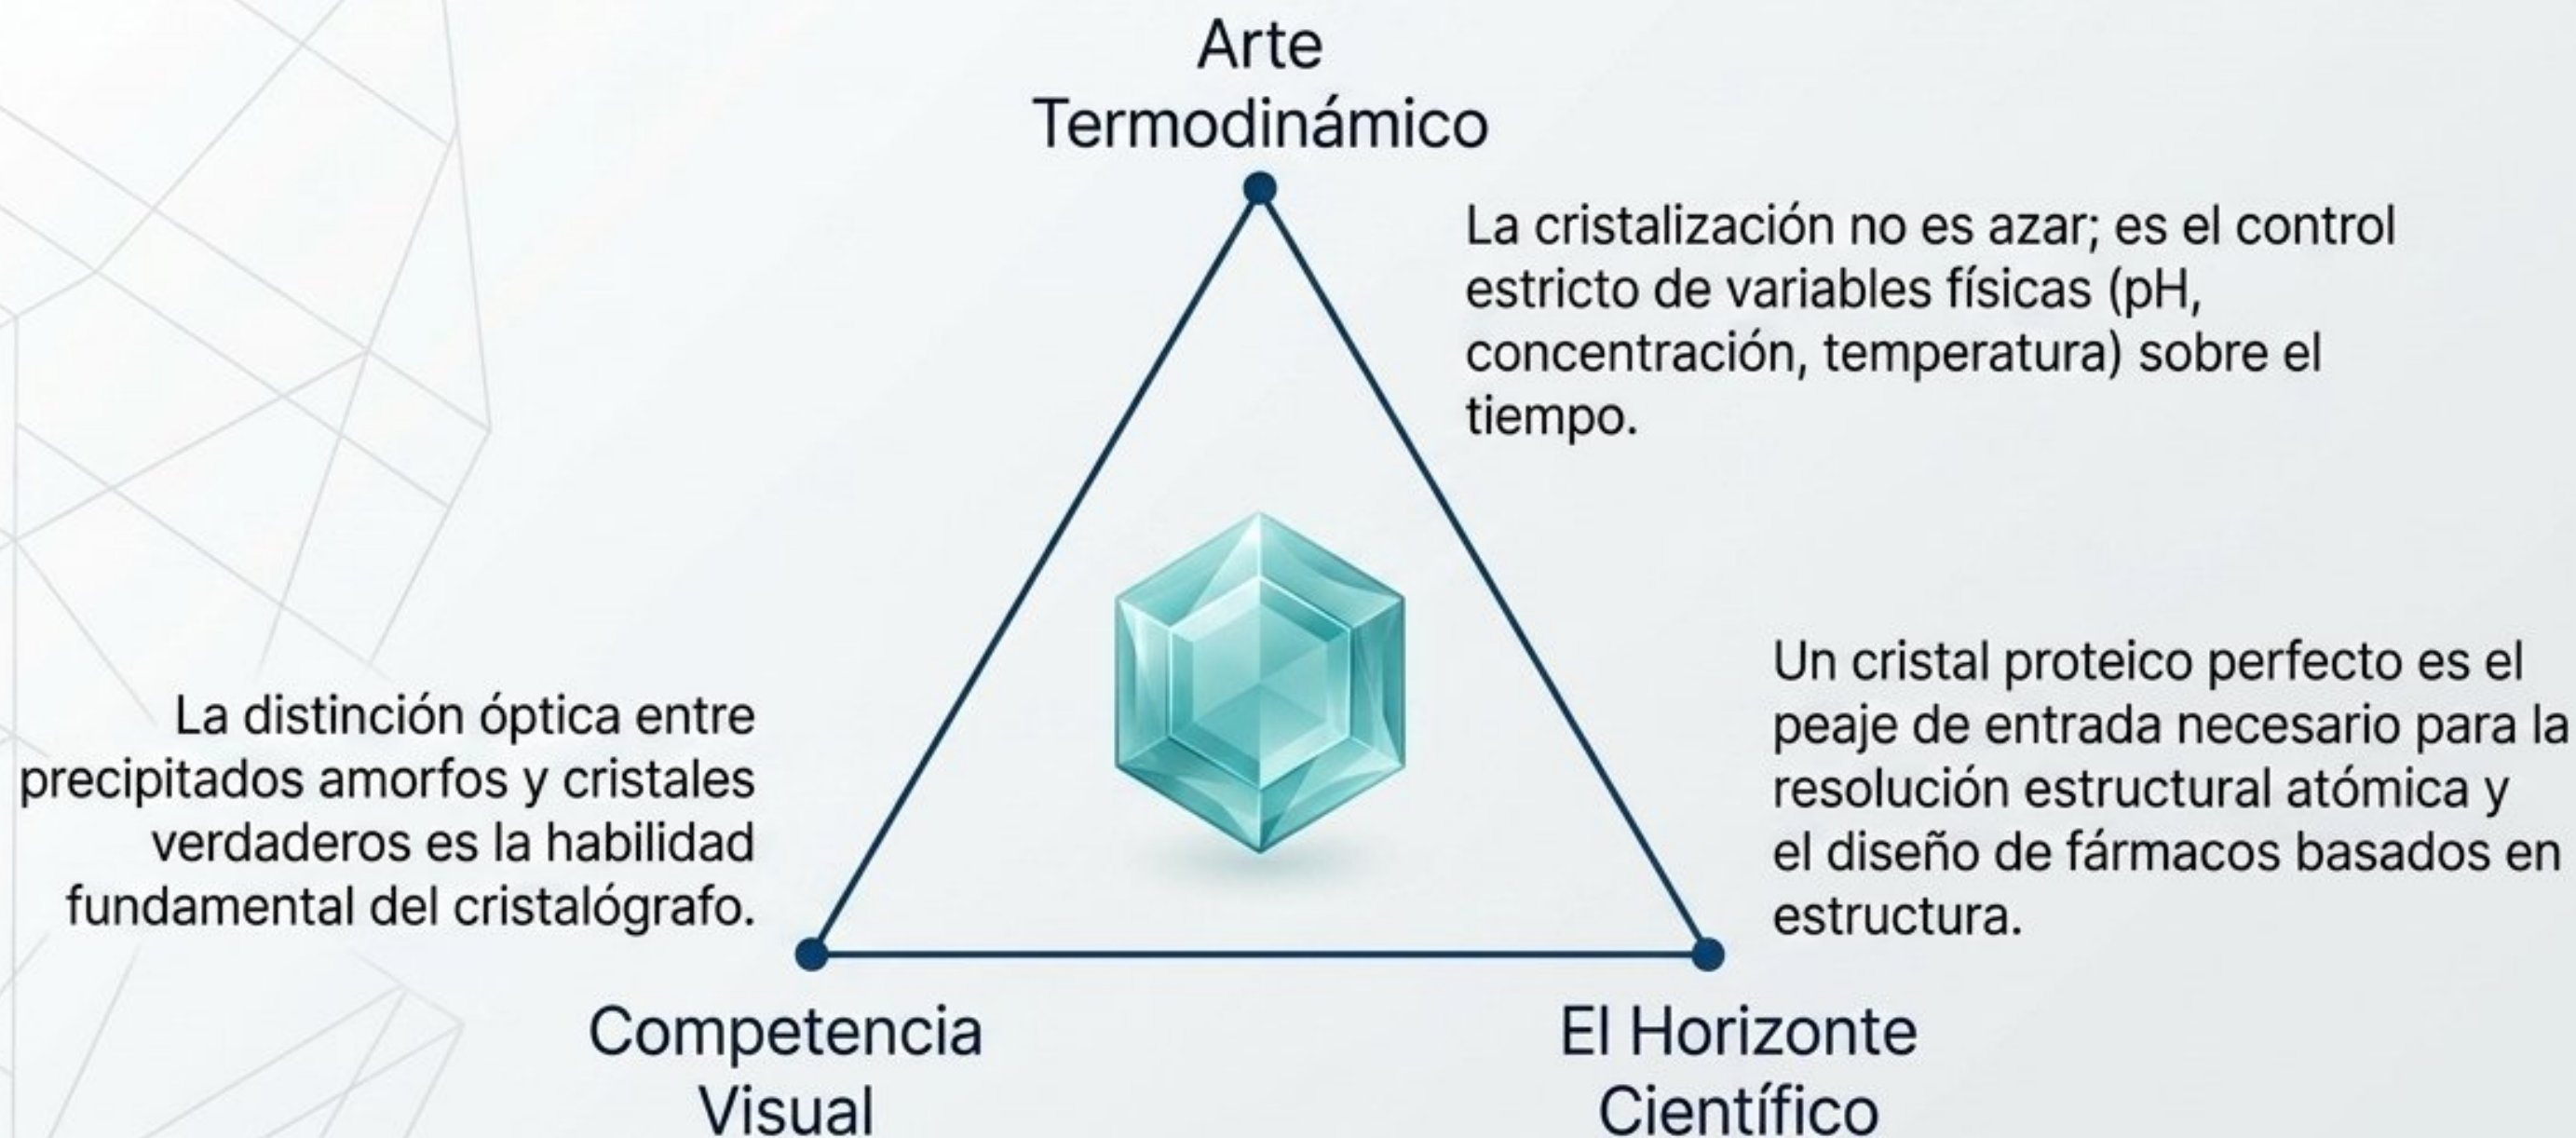 Arte
Termodinámico
La cristalización no es azar; es el control
estricto de variables físicas (pH,
concentración, temperatura) sobre el
tiempo.
La distinción óptica entre
precipitados amorfos y cristales
verdaderos es la habilidad
fundamental del cristalógrafo.
Un cristal proteico perfecto es el
peaje de entrada necesario para la
resolución estructural atómica y
el diseño de fármacos basados en
estructura.
Competencia
Visual
El Horizonte
Científico